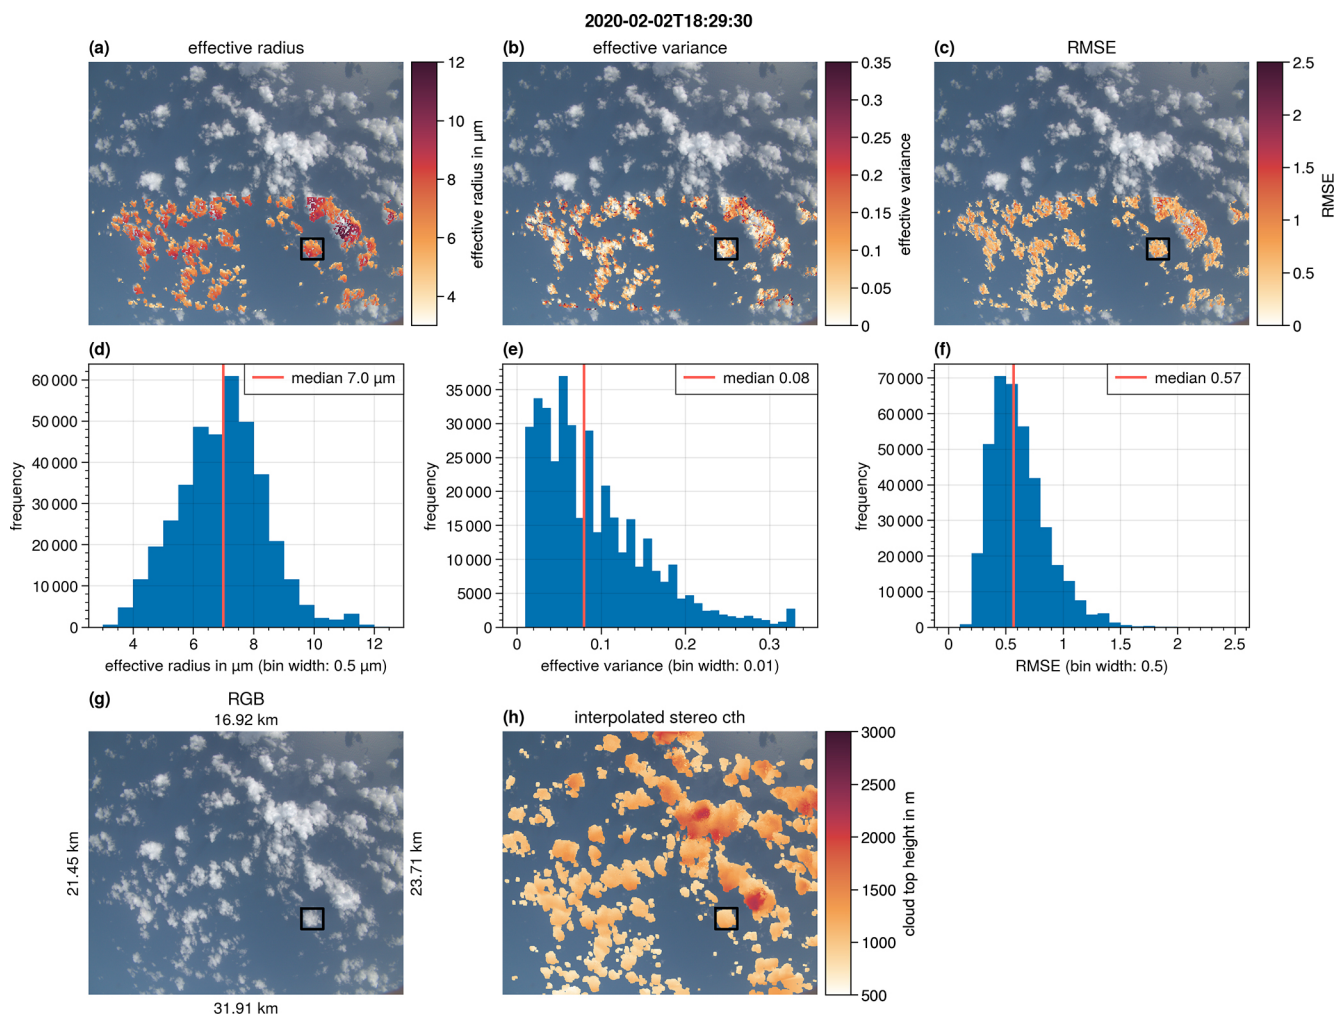 2020-02-02T18:29:30
(a) effective radius
12
10
8
6
4
effective radius in µm
(b) effective variance
0.35
0.3
0.25
0.2
0.15
0.1
0.05
0
effective variance
(c) RMSE
2.5
2
1.5
1
0.5
0
RMSE
(d)
median 7.0 µm
60 000
50 000
40 000
30 000
20 000
10 000
0
frequency
4 6 8 10 12
effective radius in µm (bin width: 0.5 µm)
(e)
median 0.08
35 000
30 000
25 000
20 000
15 000
10 000
5000
0
frequency
0 0.1 0.2 0.3
effective variance (bin width: 0.01)
(f)
median 0.57
70 000
60 000
50 000
40 000
30 000
20 000
10 000
0
frequency
0 0.5 1 1.5 2 2.5
RMSE (bin width: 0.5)
(g) RGB
16.92 km
21.45 km
23.71 km
31.91 km
(h) interpolated stereo cth
3000
2500
2000
1500
1000
500
cloud top height in m